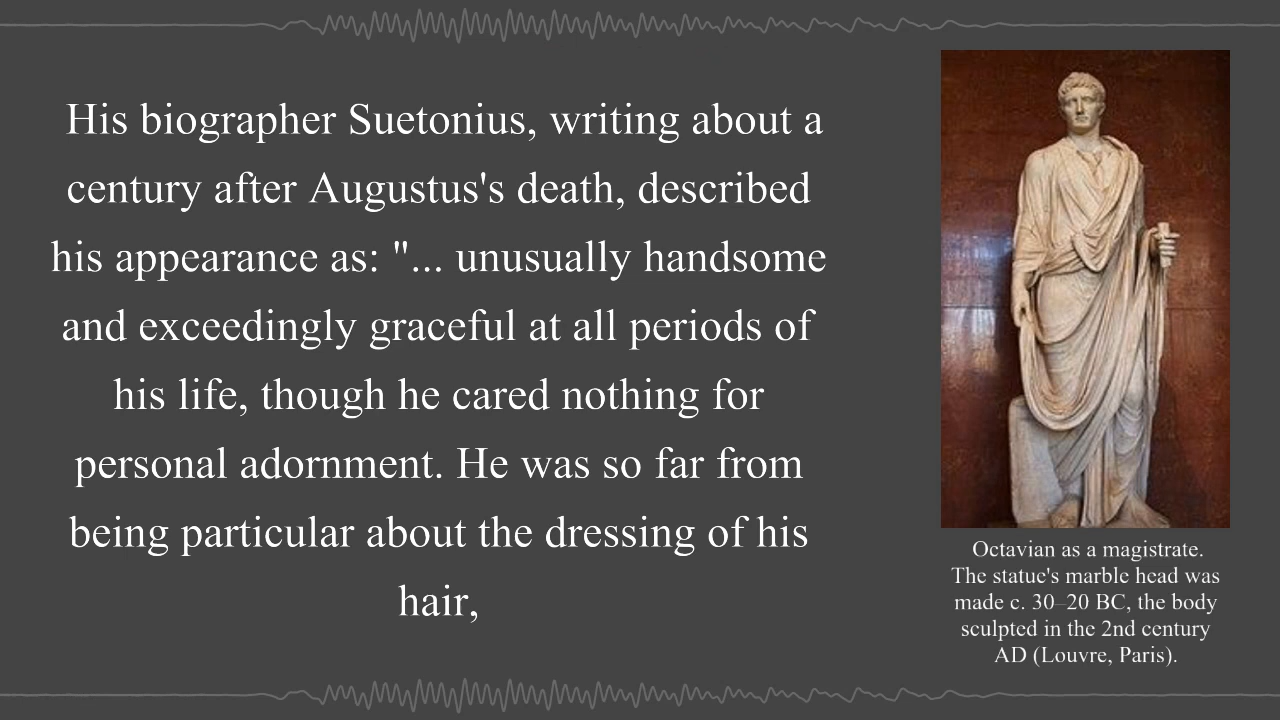 His biographer Suetonius, writing about a
century after Augustus's death, described
his appearance as: "... unusually handsome
and exceedingly graceful at all periods of
his life, though he cared nothing for
personal adornment. He was so far from
being particular about the dressing of his
hair,
Octavian as a magistrate.
The statue's marble head was
made c. 30–20 BC, the body
sculpted in the 2nd century
AD (Louvre, Paris).